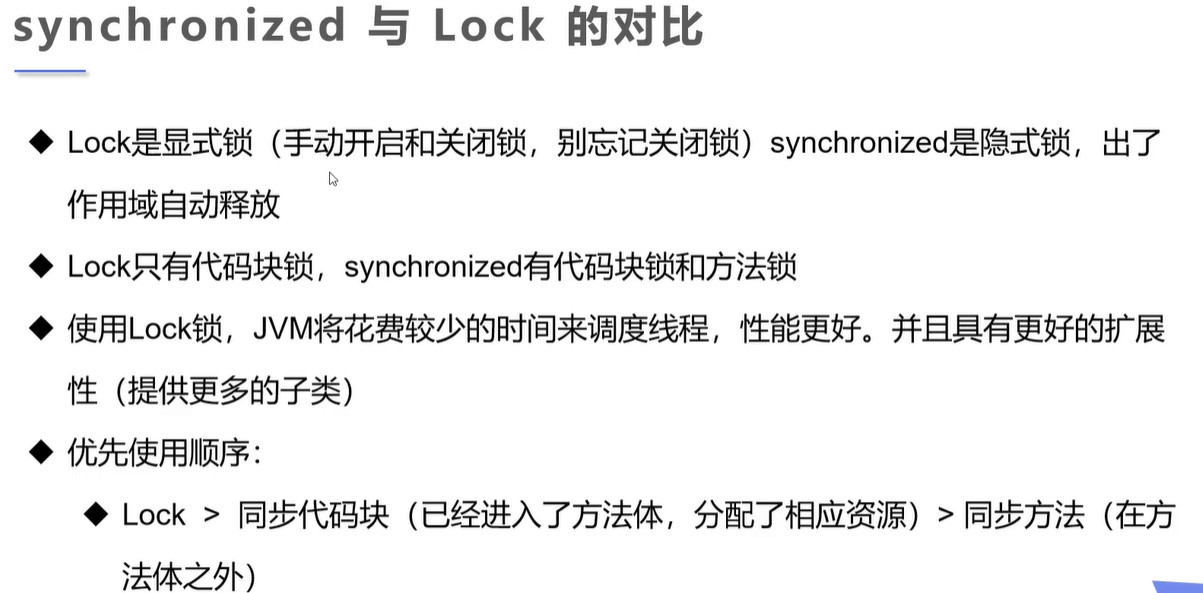 synchronized 与 Lock 的对比
◆ Lock是显式锁（手动开启和关闭锁，别忘记关闭锁）synchronized是隐式锁，出了
作用域自动释放
◆ Lock只有代码块锁，synchronized有代码块锁和方法锁
◆ 使用Lock锁，JVM将花费较少的时间来调度线程，性能更好。并且具有更好的扩展
性（提供更多的子类）
◆ 优先使用顺序：
◆ Lock > 同步代码块（已经进入了方法体，分配了相应资源）> 同步方法（在方
法体之外）